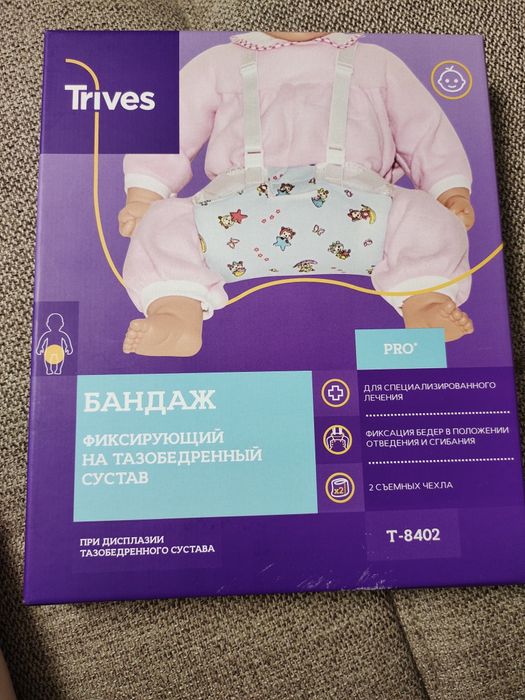 Trives
PRO®
БАНДАЖ
ФИКСИРУЮЩИЙ
НА ТАЗОБЕДРЕННЫЙ
СУСТАВ
ПРИ ДИСПЛАЗИИ
ТАЗОБЕДРЕННОГО СУСТАВА
ДЛЯ СПЕЦИАЛИЗИРОВАННОГО
ЛЕЧЕНИЯ
ФИКСАЦИЯ БЕДЕР В ПОЛОЖЕНИИ
ОТВЕДЕНИЯ И СГИБАНИЯ
x2
2 СЪЕМНЫХ ЧЕХЛА
Т-8402